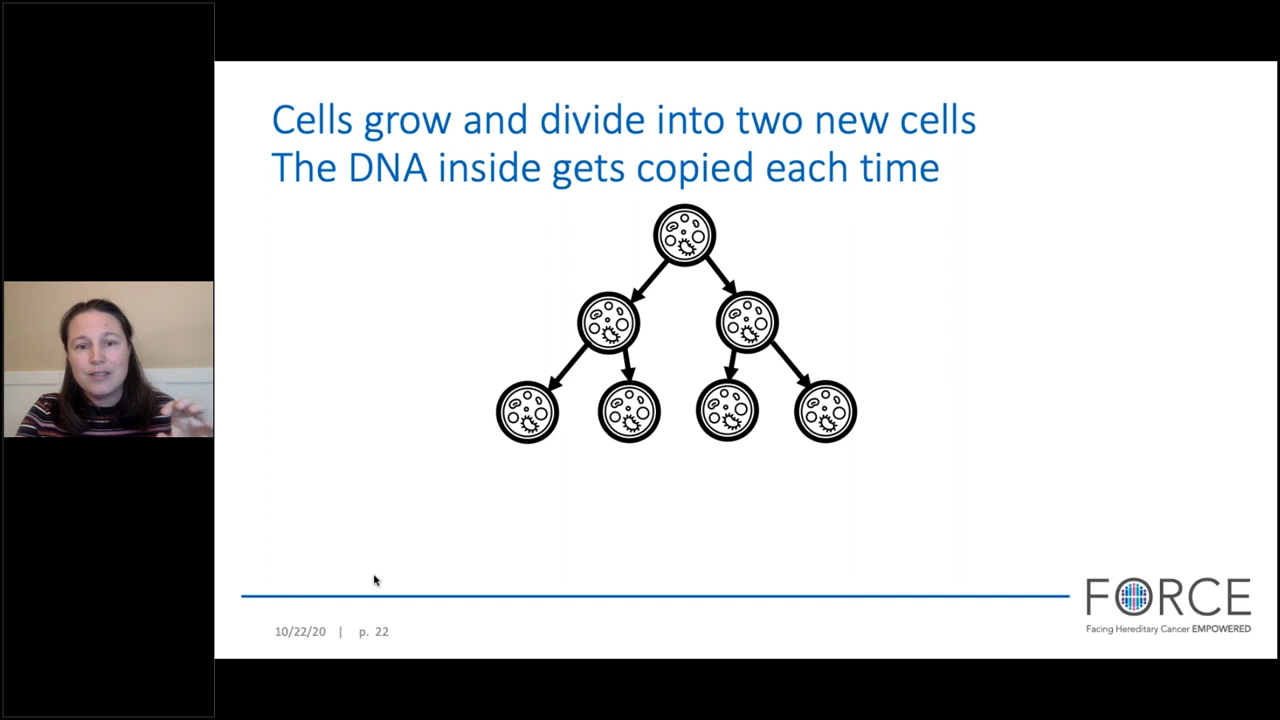 Cells grow and divide into two new cells
The DNA inside gets copied each time
10/22/20 | p. 22
FORCE
Facing Hereditary Cancer EMPOWERED